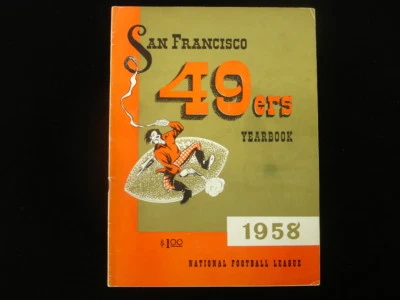 SAN FRANCISCO
49ers
YEARBOOK
1958
$1.00
NATIONAL FOOTBALL LEAGUE